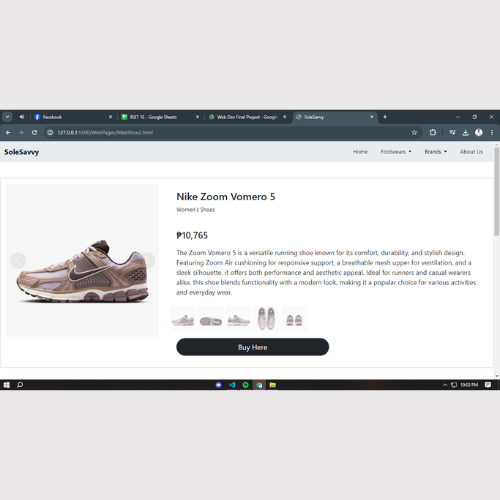 Facebook
BSIT 1E - Google Sheets
Web Dev Final Project - Google
SoleSavvy
127.0.0.1:5500/WebPages/NikeShoe2.html
SoleSavvy
Home
Footwears
Brands
About Us
Nike Zoom Vomero 5
Women's Shoes
₱10,765
The Zoom Vomero 5 is a versatile running shoe known for its comfort, durability, and stylish design.
Featuring Zoom Air cushioning for responsive support, a breathable mesh upper for ventilation, and a
sleek silhouette, it offers both performance and aesthetic appeal. Ideal for runners and casual wearers
alike, this shoe blends functionality with a modern look, making it a popular choice for various activities
and everyday wear.
Buy Here
10:03 PM